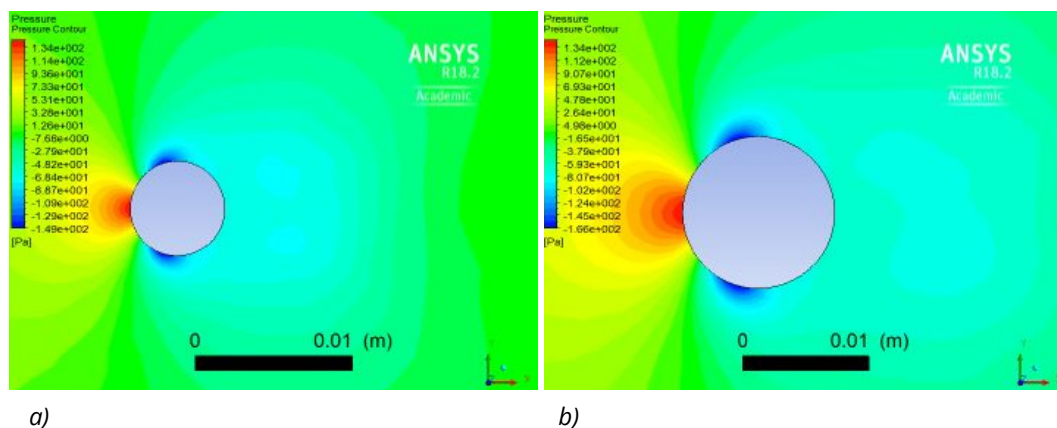 Pressure
Pressure Contour
1.34e+002
1.14e+002
9.36e+001
7.33e+001
5.31e+001
3.28e+001
1.26e+001
-7.68e+000
-2.79e+001
-4.82e+001
-6.84e+001
-8.87e+001
-1.09e+002
-1.29e+002
-1.49e+002
[Pa]
ANSYS
R18.2
Academic
0 0.01 (m)
Y
Z X
a)
Pressure
Pressure Contour
1.34e+002
1.12e+002
9.07e+001
6.93e+001
4.78e+001
2.64e+001
4.98e+000
-1.65e+001
-3.79e+001
-5.93e+001
-8.07e+001
-1.02e+002
-1.24e+002
-1.45e+002
-1.66e+002
[Pa]
ANSYS
R18.2
Academic
0 0.01 (m)
b)